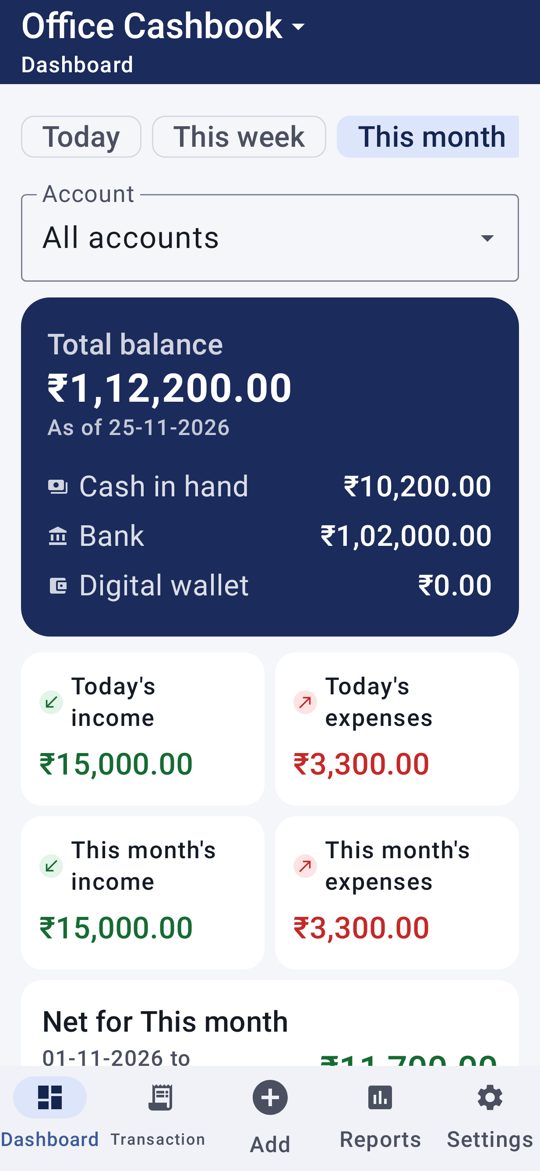 Office Cashbook
Dashboard
Today
This week
This month
Account
All accounts
Total balance
₹1,12,200.00
As of 25-11-2026
Cash in hand ₹10,200.00
Bank ₹1,02,000.00
Digital wallet ₹0.00
Today's
income
₹15,000.00
Today's
expenses
₹3,300.00
This month's
income
₹15,000.00
This month's
expenses
₹3,300.00
Net for This month
01-11-2026 to
₹11,700.00
Dashboard
Transaction
Add
Reports
Settings